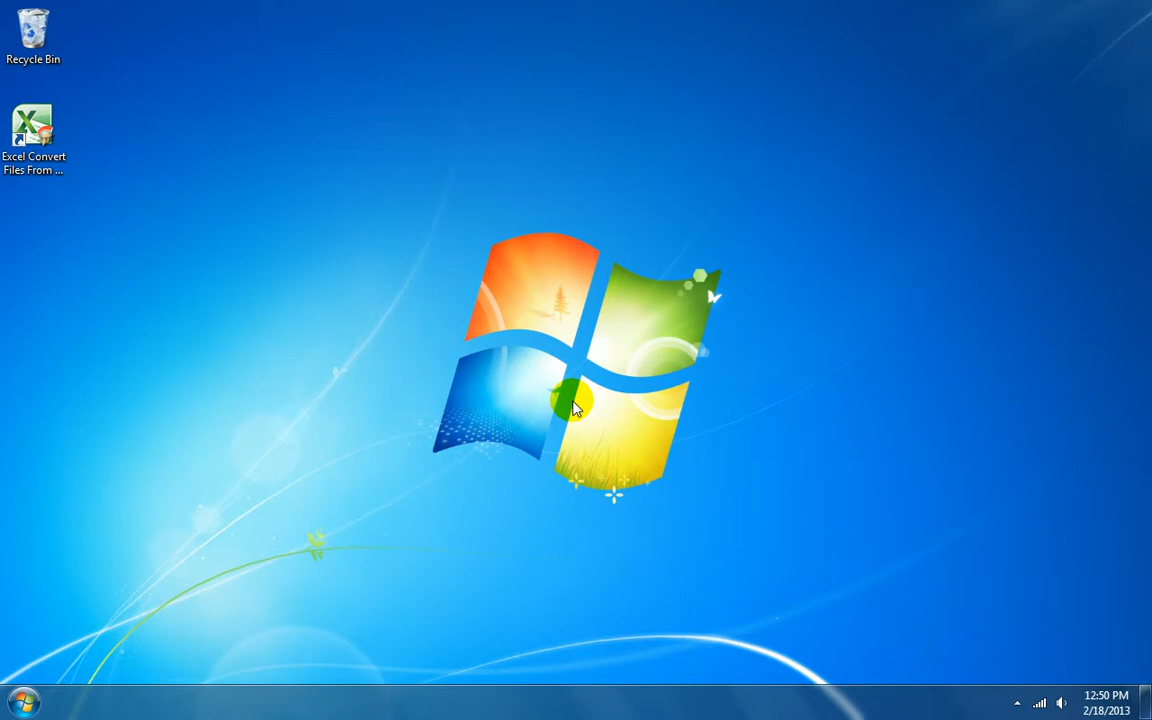 Recycle Bin
Excel Convert
Files From ...
12:50 PM
2/18/2013